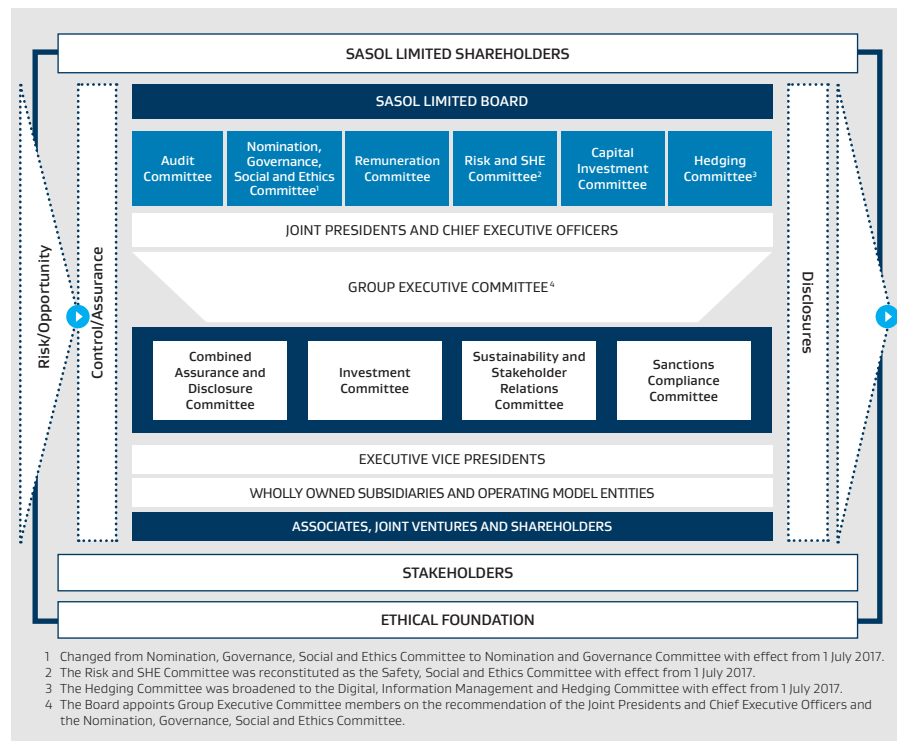 SASOL LIMITED SHAREHOLDERS
Risk/Opportunity
Control/Assurance
SASOL LIMITED BOARD
Audit
Committee
Nomination,
Governance,
Social and Ethics
Committee1
Remuneration
Committee
Risk and SHE
Committee2
Capital
Investment
Committee
Hedging
Committee3
JOINT PRESIDENTS AND CHIEF EXECUTIVE OFFICERS
GROUP EXECUTIVE COMMITTEE4
Combined
Assurance and
Disclosure
Committee
Investment
Committee
Sustainability and
Stakeholder
Relations
Committee
Sanctions
Compliance
Committee
EXECUTIVE VICE PRESIDENTS
WHOLLY OWNED SUBSIDIARIES AND OPERATING MODEL ENTITIES
ASSOCIATES, JOINT VENTURES AND SHAREHOLDERS
Disclosures
STAKEHOLDERS
ETHICAL FOUNDATION
1 Changed from Nomination, Governance, Social and Ethics Committee to Nomination and Governance Committee with effect from 1 July 2017.
2 The Risk and SHE Committee was reconstituted as the Safety, Social and Ethics Committee with effect from 1 July 2017.
3 The Hedging Committee was broadened to the Digital, Information Management and Hedging Committee with effect from 1 July 2017.
4 The Board appoints Group Executive Committee members on the recommendation of the Joint Presidents and Chief Executive Officers and
the Nomination, Governance, Social and Ethics Committee.